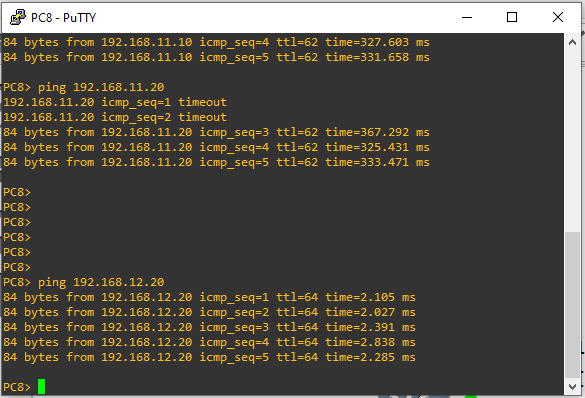 PC8 - PuTTY
84 bytes from 192.168.11.10 icmp_seq=4 ttl=62 time=327.603 ms
84 bytes from 192.168.11.10 icmp_seq=5 ttl=62 time=331.658 ms
PC8> ping 192.168.11.20
192.168.11.20 icmp_seq=1 timeout
192.168.11.20 icmp_seq=2 timeout
84 bytes from 192.168.11.20 icmp_seq=3 ttl=62 time=367.292 ms
84 bytes from 192.168.11.20 icmp_seq=4 ttl=62 time=325.431 ms
84 bytes from 192.168.11.20 icmp_seq=5 ttl=62 time=333.471 ms
PC8>
PC8>
PC8>
PC8>
PC8>
PC8>
PC8> ping 192.168.12.20
84 bytes from 192.168.12.20 icmp_seq=1 ttl=64 time=2.105 ms
84 bytes from 192.168.12.20 icmp_seq=2 ttl=64 time=2.027 ms
84 bytes from 192.168.12.20 icmp_seq=3 ttl=64 time=2.391 ms
84 bytes from 192.168.12.20 icmp_seq=4 ttl=64 time=2.838 ms
84 bytes from 192.168.12.20 icmp_seq=5 ttl=64 time=2.285 ms
PC8>